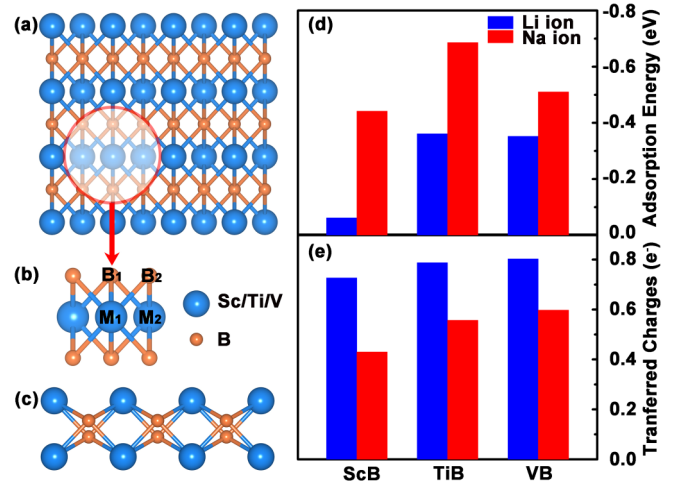 (a)
(b)
B1 B2
M1 M2
Sc/Ti/V
B
(c)
(d)
Li ion
Na ion
-0.8
-0.6
-0.4
-0.2
0.0
Adsorption Energy (eV)
(e)
0.8
0.6
0.4
0.2
0.0
Tranferred Charges (e-)
ScB TiB VB